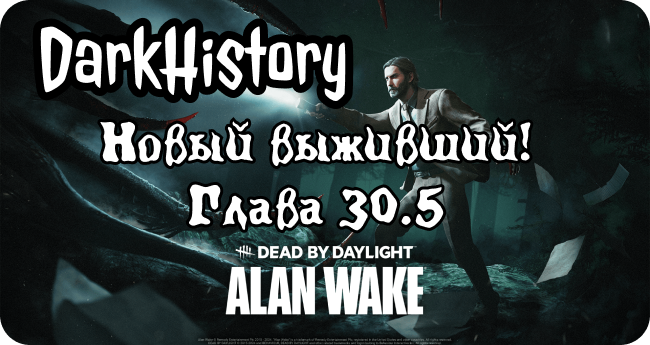 DarkHistory
Новый выживший!
Глава 30.5
DEAD BY DAYLIGHT
ALAN WAKE